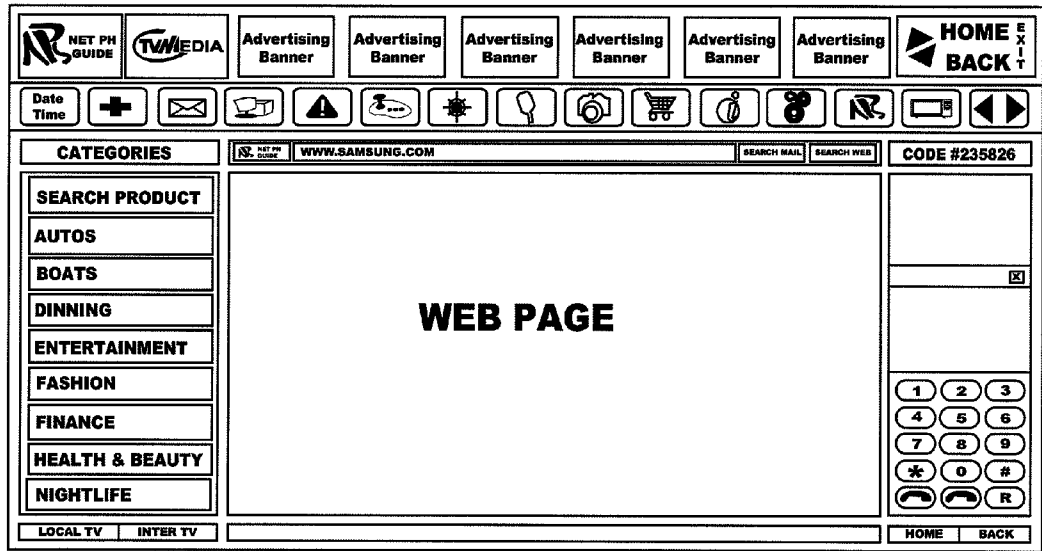 NET PH
GUIDE
TVMEDIA
Advertising
Banner
Advertising
Banner
Advertising
Banner
Advertising
Banner
Advertising
Banner
Advertising
Banner
HOME
BACK
EXIT
Date
Time
CATEGORIES
NET PH
GUIDE
WWW.SAMSUNG.COM
SEARCH MAIL
SEARCH WEB
CODE #235826
SEARCH PRODUCT
AUTOS
BOATS
DINNING
ENTERTAINMENT
FASHION
FINANCE
HEALTH & BEAUTY
NIGHTLIFE
WEB PAGE
X
1 2 3
4 5 6
7 8 9
* 0 #
R
LOCAL TV
INTER TV
HOME
BACK